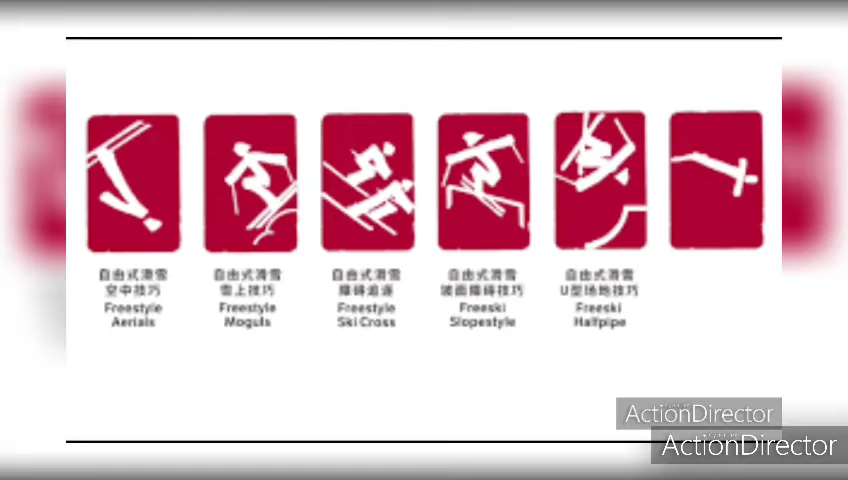 自由式滑雪
空中技巧
Freestyle
Aerials
自由式滑雪
雪上技巧
Freestyle
Moguls
自由式滑雪
障碍追逐
Freestyle
Ski Cross
自由式滑雪
坡面障碍技巧
Freeski
Slopestyle
自由式滑雪
U型场地技巧
Freeski
Halfpipe
ActionDirector
ActionDirector